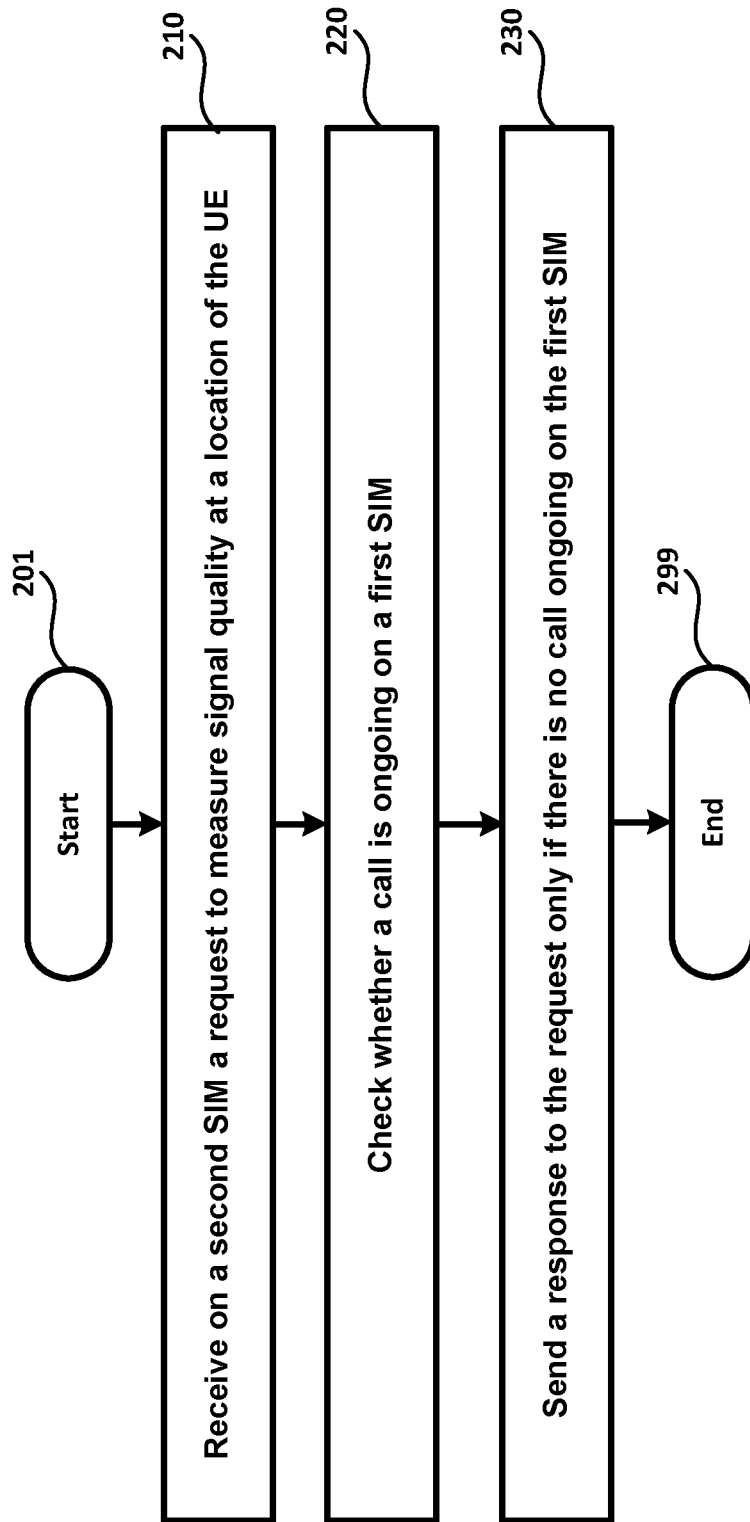 201
Start
210
Receive on a second SIM a request to measure signal quality at a location of the UE
220
Check whether a call is ongoing on a first SIM
230
Send a response to the request only if there is no call ongoing on the first SIM
299
End